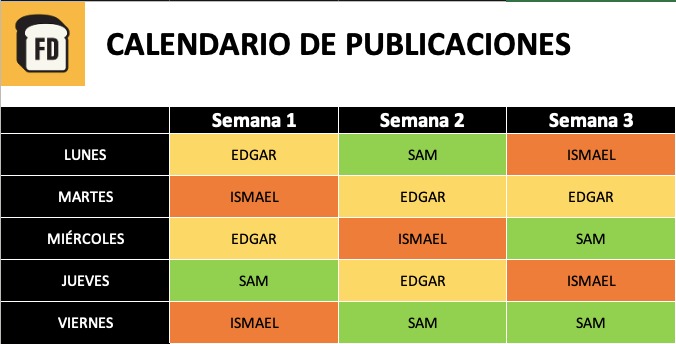 FD
CALENDARIO DE PUBLICACIONES
Semana 1 Semana 2 Semana 3
LUNES EDGAR SAM ISMAEL
MARTES ISMAEL EDGAR EDGAR
MIÉRCOLES EDGAR ISMAEL SAM
JUEVES SAM EDGAR ISMAEL
VIERNES ISMAEL SAM SAM